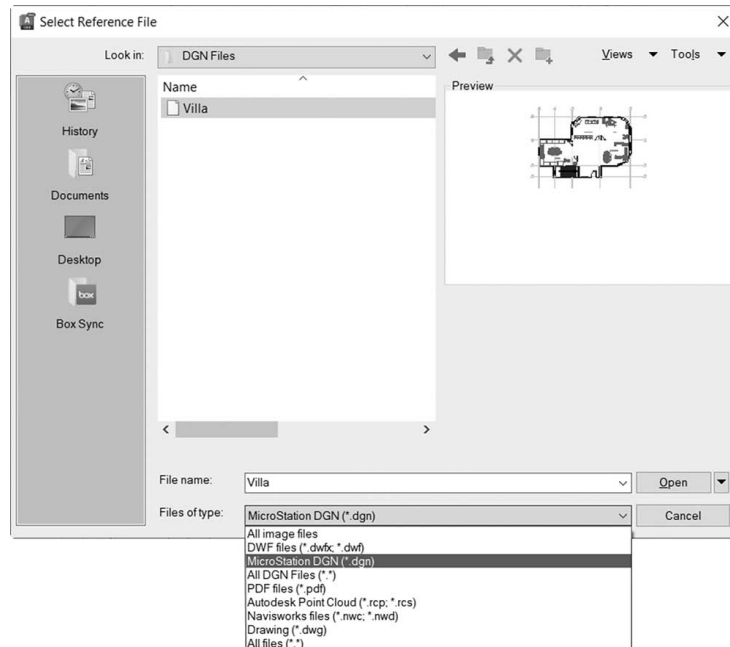 Select Reference File
Look in:
DGN Files
Views
Tools
History
Documents
Desktop
box
Box Sync
Name
Villa
Preview
File name:
Villa
Open
Files of type:
MicroStation DGN (*.dgn)
Cancel
All image files
DWF files (*.dwfx; *.dwf)
MicroStation DGN (*.dgn)
All DGN Files (*.*)
PDF files (*.pdf)
Autodesk Point Cloud (*.rcp; *.rcs)
Navisworks files (*.nwc; *.nwd)
Drawing (*.dwg)
All files (*.*)